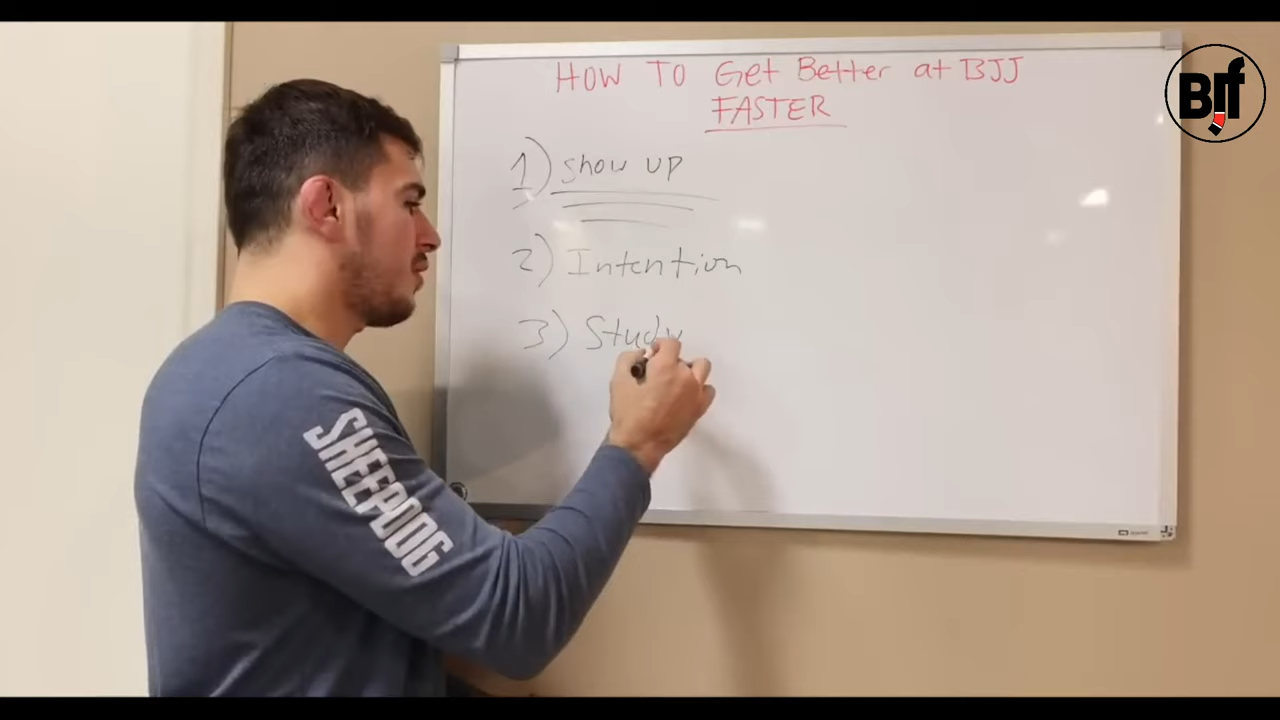 HOW TO Get Better at BJJ
FASTER
1) Show up
2) Intention
3) Study
SHEEPDOG
BJJf